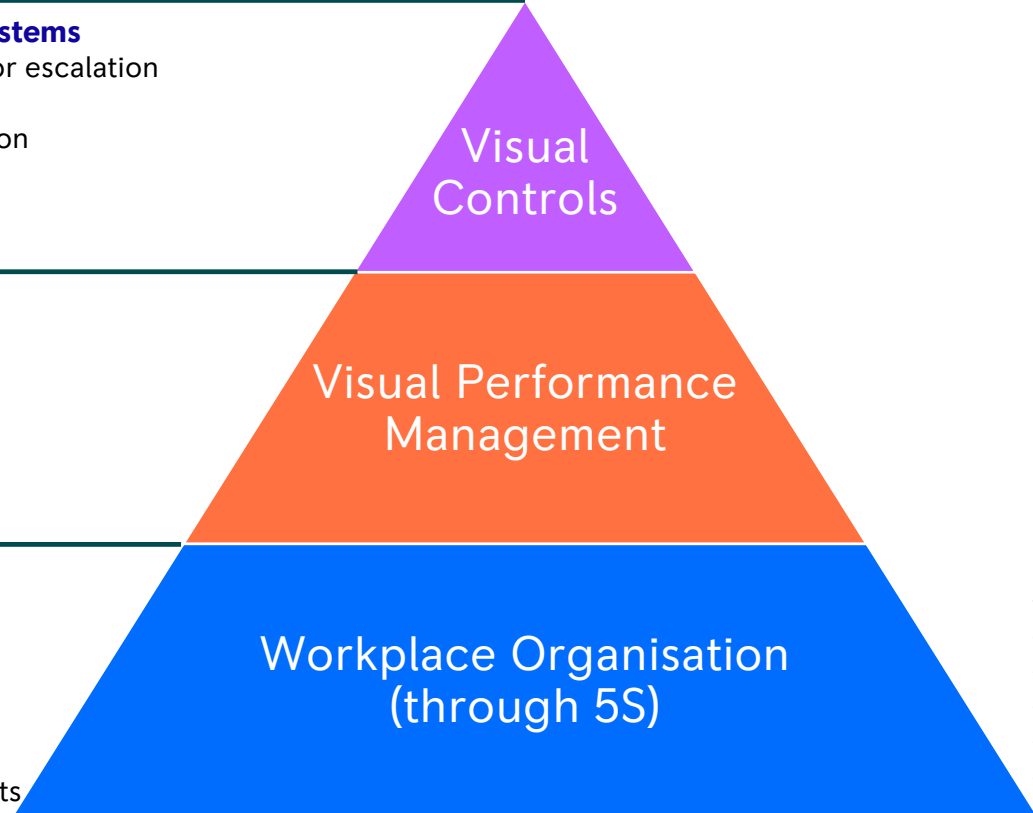 stems
or escalation
on
Visual
Controls
Visual Performance
Management
Workplace Organisation
(through 5S)
ts